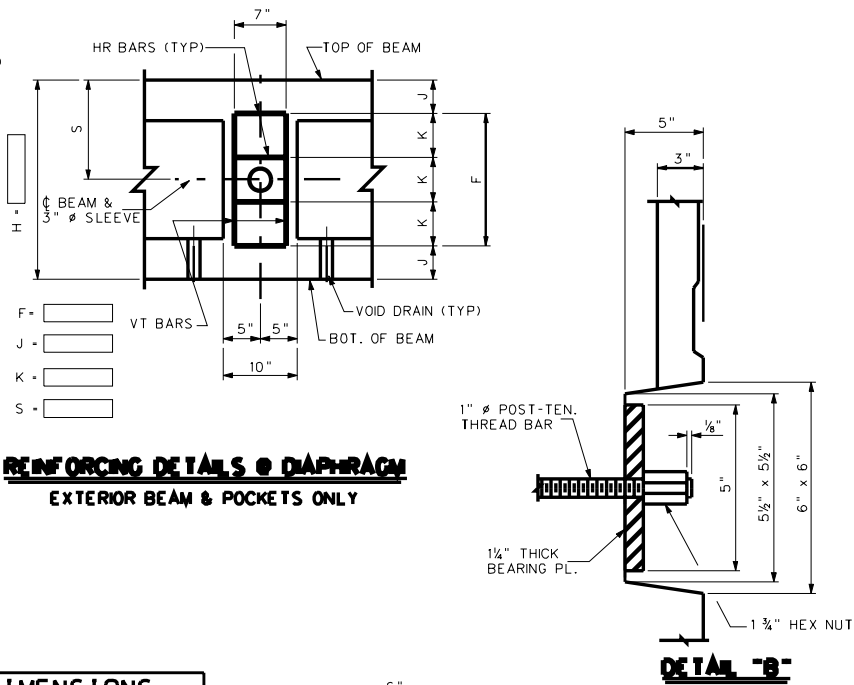 7"
HR BARS (TYP)
TOP OF BEAM
S
J
K
K
K
J
F
H =
℄ BEAM &
3" ø SLEEVE
F=
J =
K =
S =
VT BARS
5" 5"
10"
VOID DRAIN (TYP)
BOT. OF BEAM
REINFORCING DETAILS @ DIAPHRAGM
EXTERIOR BEAM & POCKETS ONLY
5"
3"
1" ø POST-TEN.
THREAD BAR
⅛"
5"
5½" x 5½"
6" x 6"
1¼" THICK
BEARING PL.
1 ¾" HEX NUT
DETAIL "B"